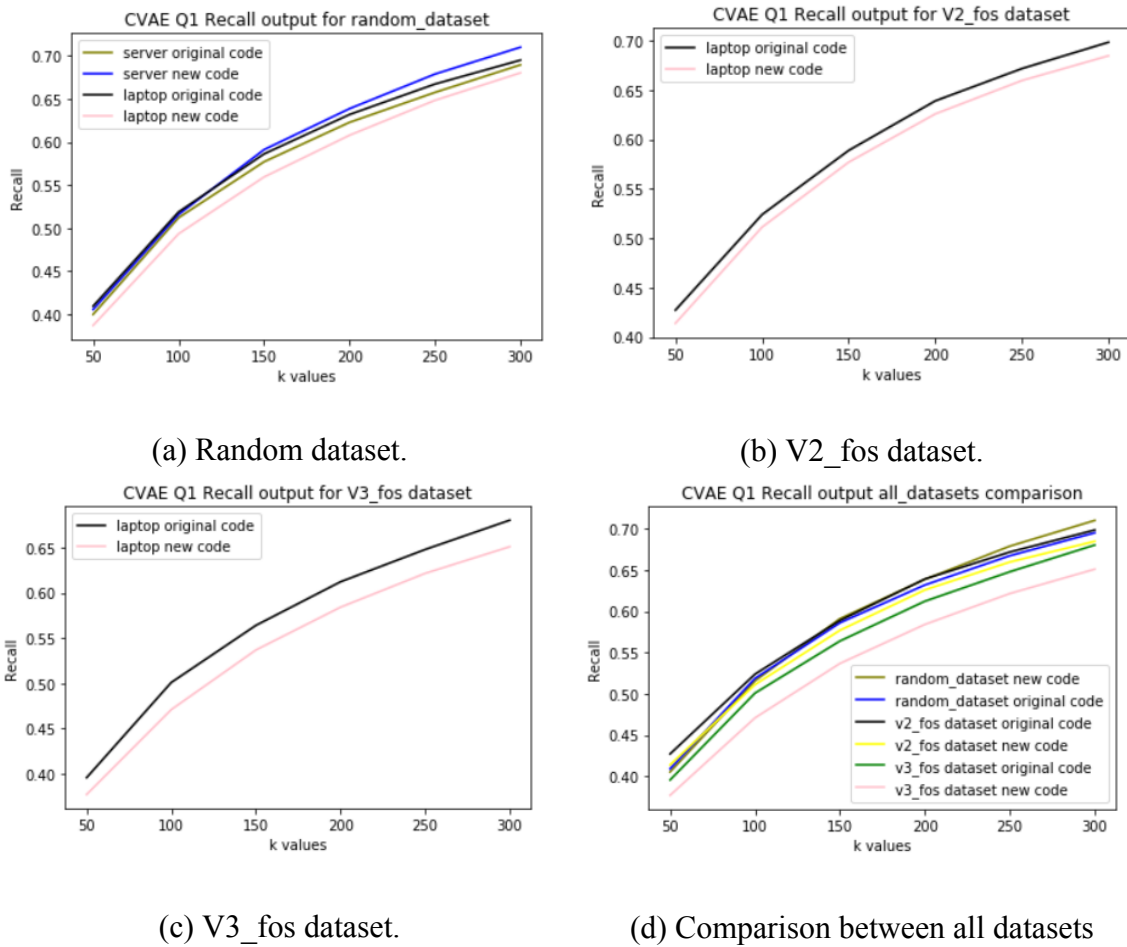 CVAE Q1 Recall output for random_dataset
server original code
server new code
laptop original code
laptop new code
Recall
0.70
0.65
0.60
0.55
0.50
0.45
0.40
50 100 150 200 250 300
k values
(a) Random dataset.
CVAE Q1 Recall output for V2_fos dataset
laptop original code
laptop new code
Recall
0.70
0.65
0.60
0.55
0.50
0.45
0.40
50 100 150 200 250 300
k values
(b) V2_fos dataset.
CVAE Q1 Recall output for V3_fos dataset
laptop original code
laptop new code
Recall
0.65
0.60
0.55
0.50
0.45
0.40
50 100 150 200 250 300
k values
(c) V3_fos dataset.
CVAE Q1 Recall output all_datasets comparison
Recall
0.70
0.65
0.60
0.55
0.50
0.45
0.40
random_dataset new code
random_dataset original code
v2_fos dataset original code
v2_fos dataset new code
v3_fos dataset original code
v3_fos dataset new code
50 100 150 200 250 300
k values
(d) Comparison between all datasets